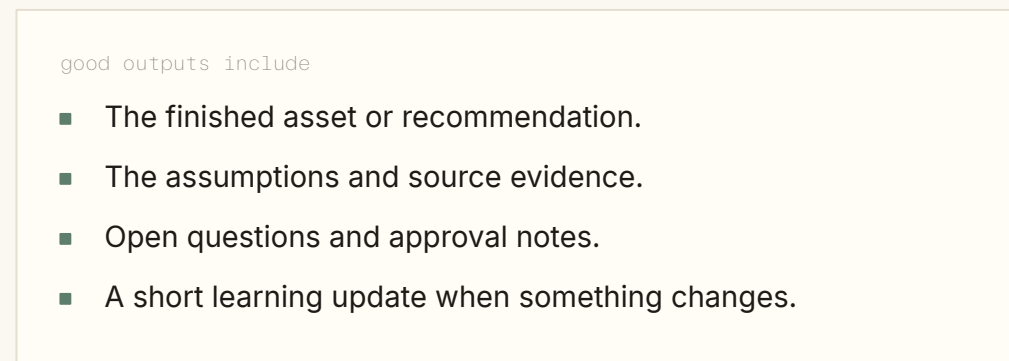 good outputs include
The finished asset or recommendation.
The assumptions and source evidence.
Open questions and approval notes.
A short learning update when something changes.